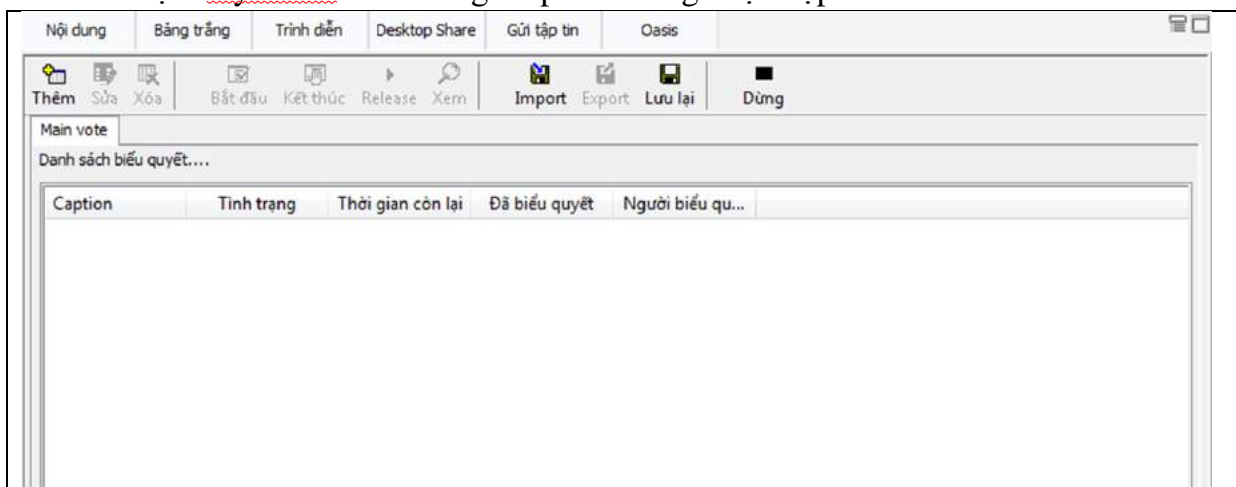 Nội dung Bảng trắng Trình diễn Desktop Share Gửi tập tin Oasis
Thêm Sửa Xóa Bắt đầu Kết thúc Release Xem Import Export Lưu lại Dừng
Main vote
Danh sách biểu quyết....
Caption Tình trạng Thời gian còn lại Đã biểu quyết Người biểu qu...